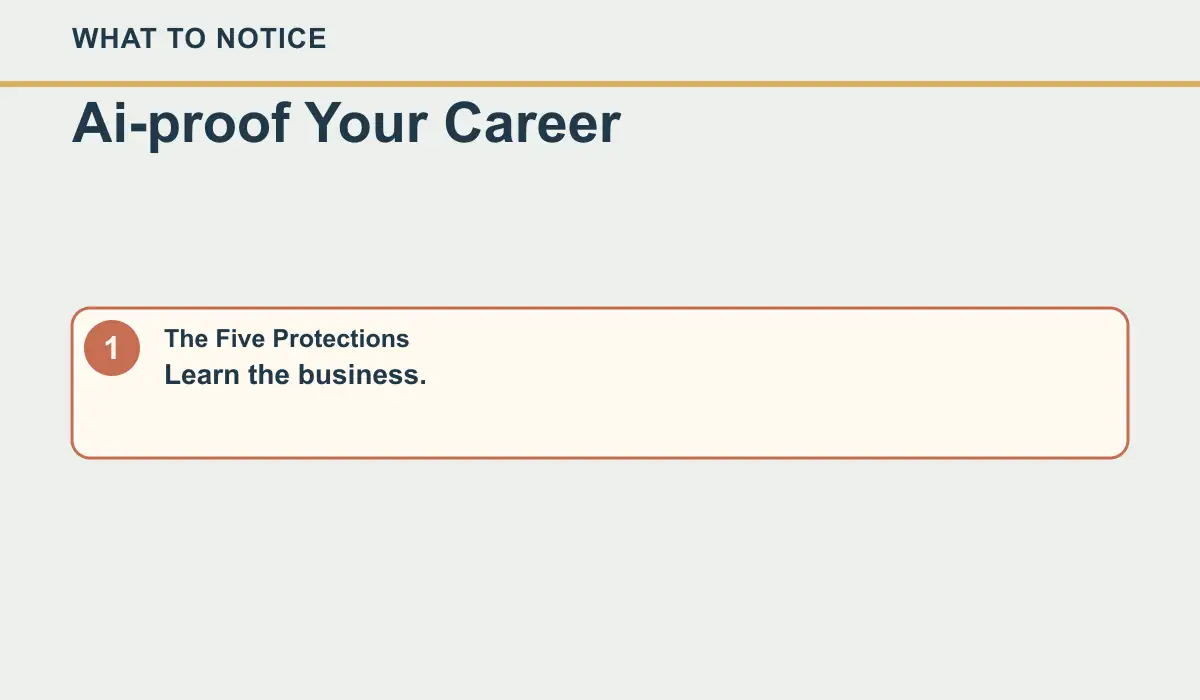 WHAT TO NOTICE
Ai-proof Your Career
1
The Five Protections
Learn the business.